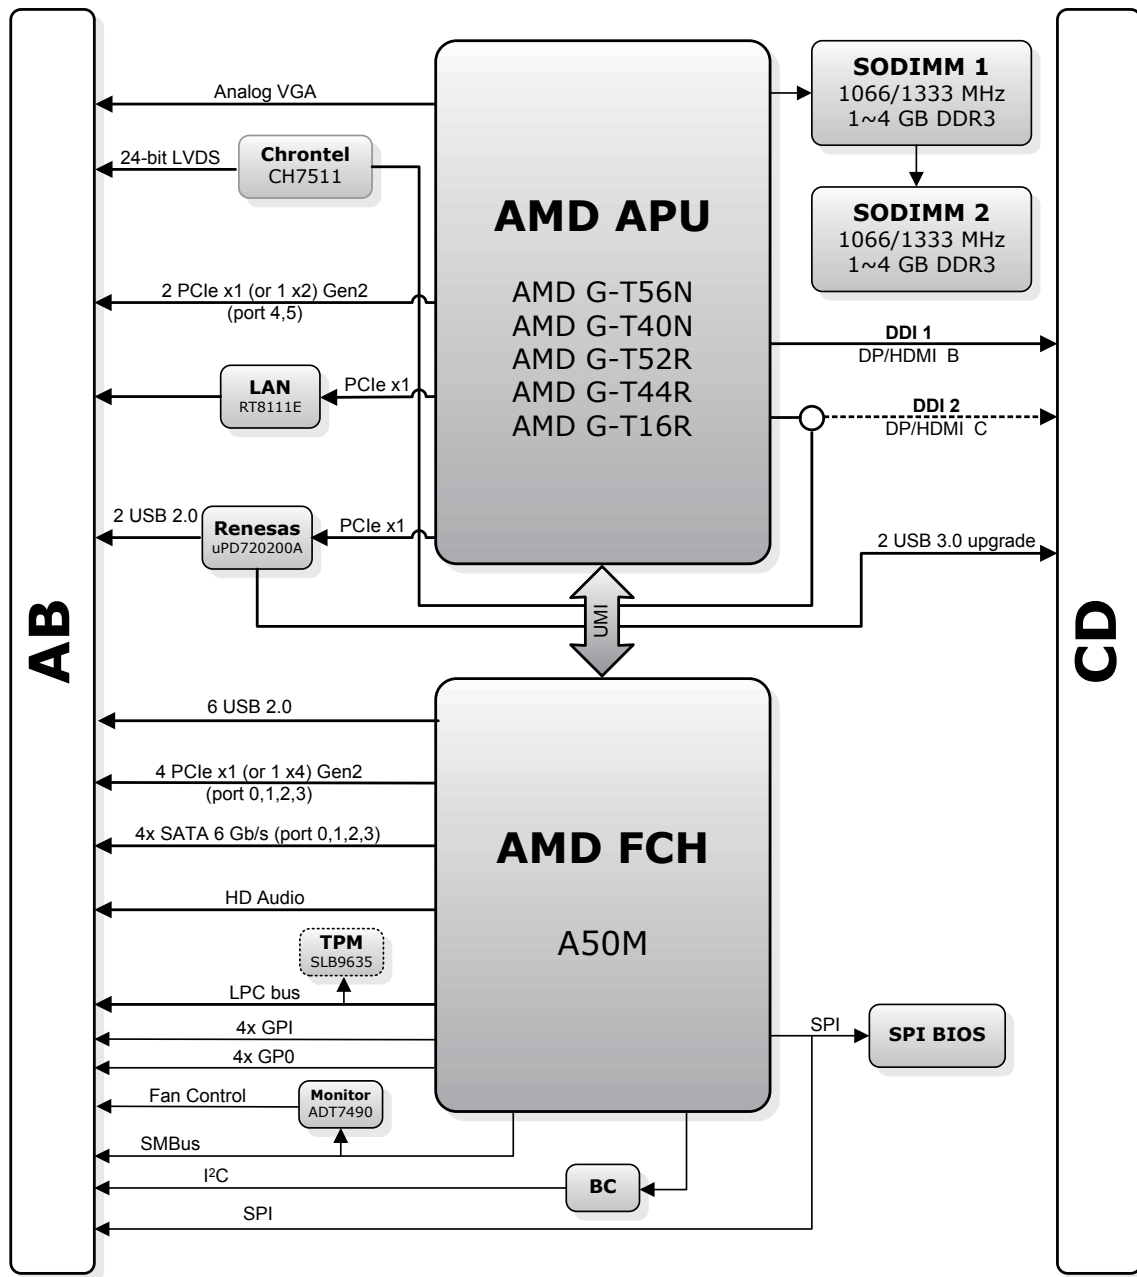 AB
CD
Analog VGA
24-bit LVDS
Chrontel
CH7511
2 PCIe x1 (or 1 x2) Gen2
(port 4,5)
LAN
RT8111E
PCIe x1
2 USB 2.0
Renesas
uPD720200A
PCIe x1
AMD APU
AMD G-T56N
AMD G-T40N
AMD G-T52R
AMD G-T44R
AMD G-T16R
SODIMM 1
1066/1333 MHz
1~4 GB DDR3
SODIMM 2
1066/1333 MHz
1~4 GB DDR3
DDI 1
DP/HDMI B
DDI 2
DP/HDMI C
2 USB 3.0 upgrade
UMI
6 USB 2.0
4 PCIe x1 (or 1 x4) Gen2
(port 0,1,2,3)
4x SATA 6 Gb/s (port 0,1,2,3)
HD Audio
TPM
SLB9635
LPC bus
4x GPI
4x GP0
Fan Control
Monitor
ADT7490
SMBus
I²C
BC
SPI
AMD FCH
A50M
SPI
SPI BIOS